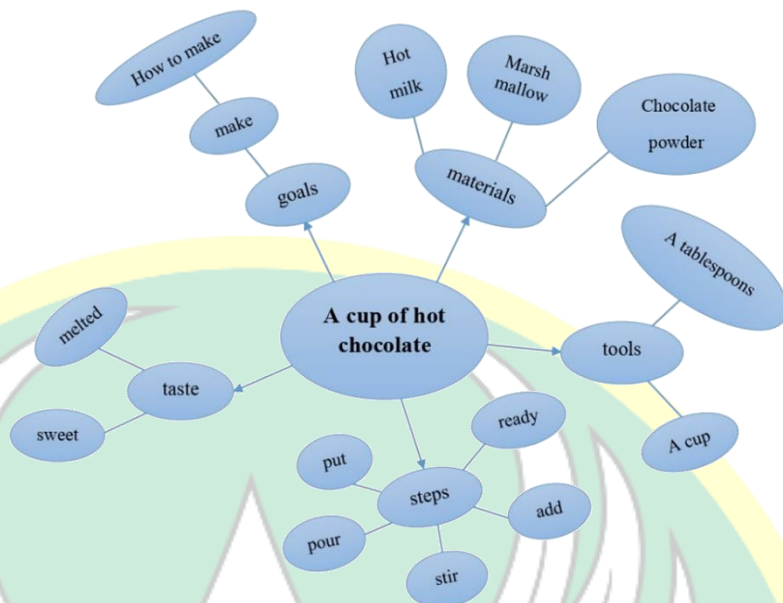 How to make
make
goals
Hot
milk
Marsh
mallow
Chocolate
powder
materials
A tablespoons
tools
A cup
A cup of hot
chocolate
melted
taste
sweet
ready
put
steps
add
pour
stir